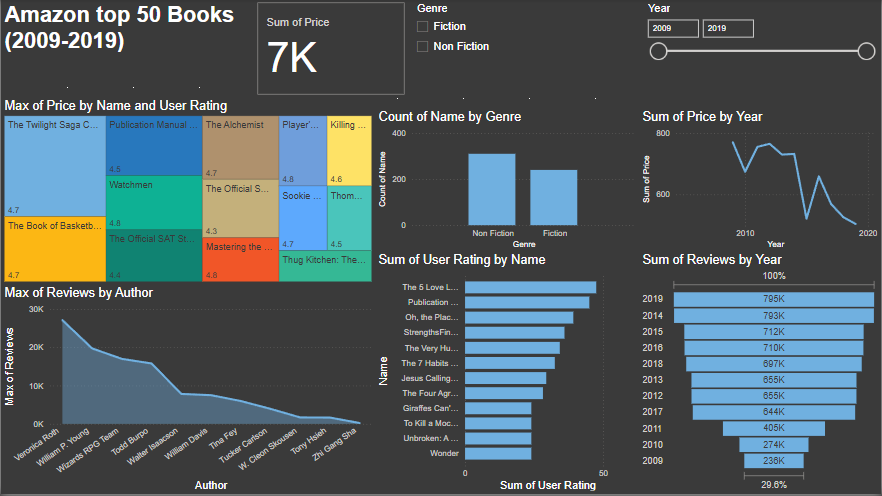 Amazon top 50 Books
(2009-2019)
Sum of Price
7K
Genre
Fiction
Non Fiction
Year
2009
2019
Max of Price by Name and User Rating
The Twilight Saga C...
4.7
The Book of Basketb...
4.7
Publication Manual ...
4.5
Watchmen
4.8
The Official SAT St...
4.4
The Alchemist
4.7
The Official S...
4.3
Mastering the ...
4.8
Player'...
4.8
Killing ...
4.6
Sookie ...
4.7
Thom...
4.5
Thug Kitchen: The...
Count of Name by Genre
Count of Name
400
200
0
Non Fiction
Fiction
Genre
Sum of Price by Year
Sum of Price
800
600
2010
2020
Year
Max of Reviews by Author
Max of Reviews
30K
20K
10K
0K
Veronica Roth
William P. Young
Wizards RPG Team
Todd Burpo
Walter Isaacson
William Davis
Tina Fey
Tucker Carlson
W. Cleon Skousen
Tony Hsieh
Zhi Gang Sha
Author
Sum of User Rating by Name
Name
The 5 Love L...
Publication ...
Oh, the Plac...
StrengthsFin...
The Very Hu...
The 7 Habits ...
Jesus Calling...
The Four Agr...
Giraffes Can'...
To Kill a Moc...
Unbroken: A ...
Wonder
0
50
Sum of User Rating
Sum of Reviews by Year
100%
2019 795K
2014 793K
2015 712K
2016 710K
2018 697K
2013 655K
2012 655K
2017 644K
2011 405K
2010 274K
2009 236K
29.6%